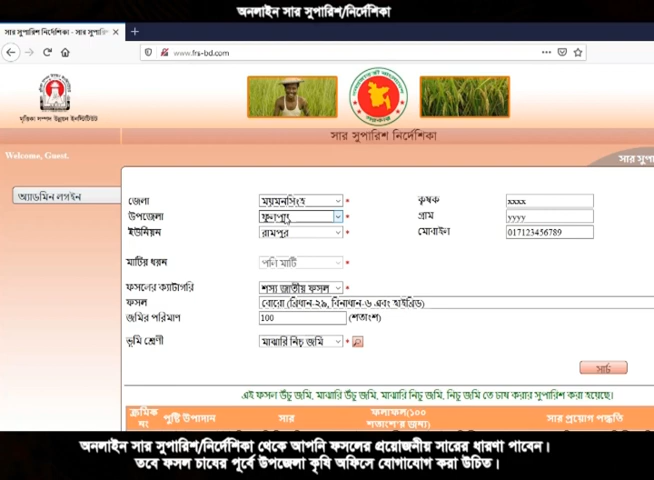 অনলাইন সার সুপারিশ/নির্দেশিকা
সার সুপারিশ নির্দেশিকা - সার সুপারি
www.frs-bd.com
মৃত্তিকা সম্পদ উন্নয়ন ইনস্টিটিউট
সার সুপারিশ নির্দেশিকা
Welcome, Guest.
সার সুপা
অ্যাডমিন লগইন
জেলা ময়মনসিংহ * কৃষক xxxx
উপজেলা ফুলপুর * গ্রাম yyyy
ইউনিয়ন রামপুর * মোবাইল 017123456789
মাটির ধরন পলি মাটি *
ফসলের ক্যাটাগরি শস্য জাতীয় ফসল *
ফসল বোরো (ব্রিধান-২৯, বিনাধান-৬ এবং হাইব্রিড)
জমির পরিমাণ 100 (শতাংশ)
ভূমি শ্রেণী মাঝারি নিচু জমি *
সার্চ
এই ফসল উঁচু জমি, মাঝারি উঁচু জমি, মাঝারি নিচু জমি, নিচু জমি তে চাষ করার সুপারিশ করা হয়েছে।
ক্রমিক নং পুষ্টি উপাদান সার ফলাফল(100 শতাংশের জন্য) সার প্রয়োগ পদ্ধতি
অনলাইন সার সুপারিশ/নির্দেশিকা থেকে আপনি ফসলের প্রয়োজনীয় সারের ধারণা পাবেন।
তবে ফসল চাষের পূর্বে উপজেলা কৃষি অফিসে যোগাযোগ করা উচিত।